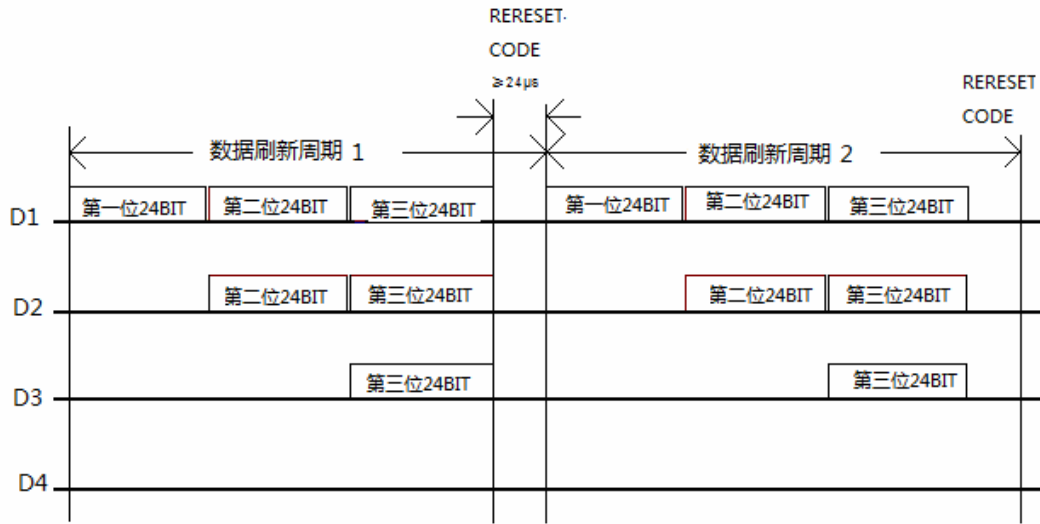 RERESET
CODE
≥24μs
RERESET
CODE
数据刷新周期 1
数据刷新周期 2
D1
第一位24BIT
第二位24BIT
第三位24BIT
第一位24BIT
第二位24BIT
第三位24BIT
D2
第二位24BIT
第三位24BIT
第二位24BIT
第三位24BIT
D3
第三位24BIT
第三位24BIT
D4